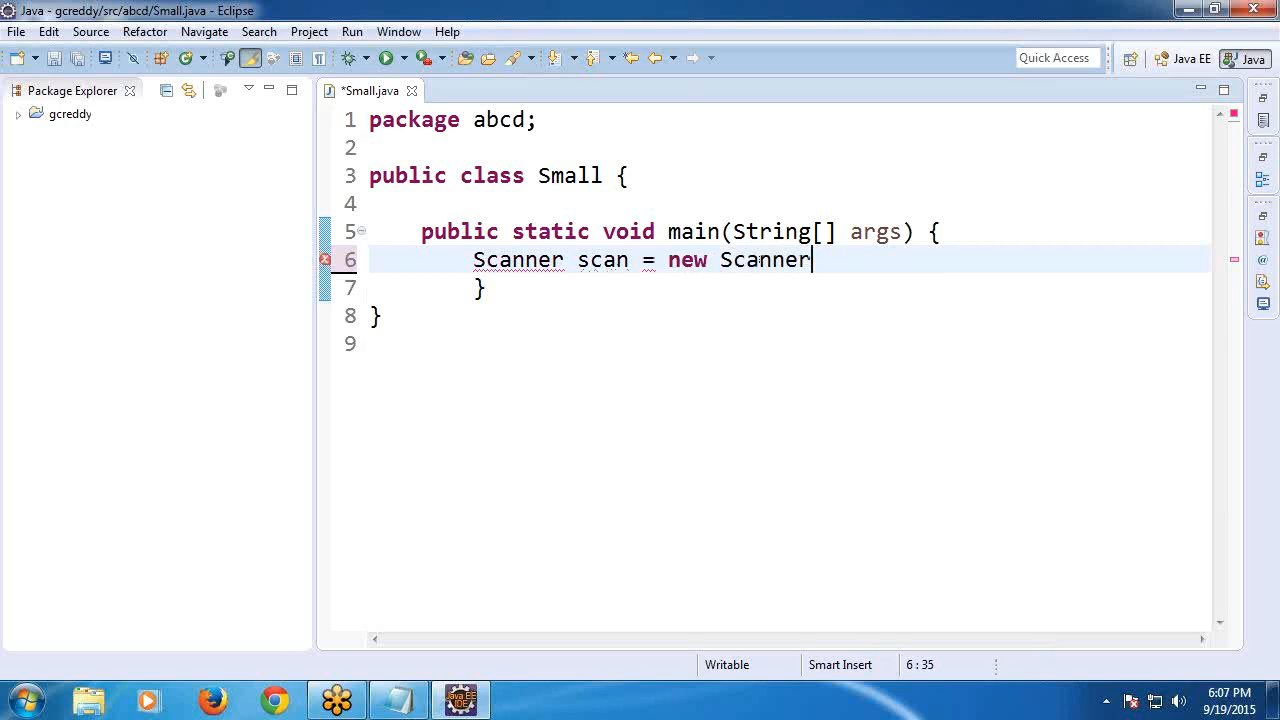 Java - gcreddy/src/abcd/Small.java - Eclipse
File Edit Source Refactor Navigate Search Project Run Window Help
Quick Access Java EE Java
Package Explorer
*Small.java
gcreddy
1 package abcd;
2
3 public class Small {
4
5 public static void main(String[] args) {
6 Scanner scan = new Scanner
7 }
8 }
9
Writable Smart Insert 6 : 35
Java EE
IDE
6:07 PM
9/19/2015